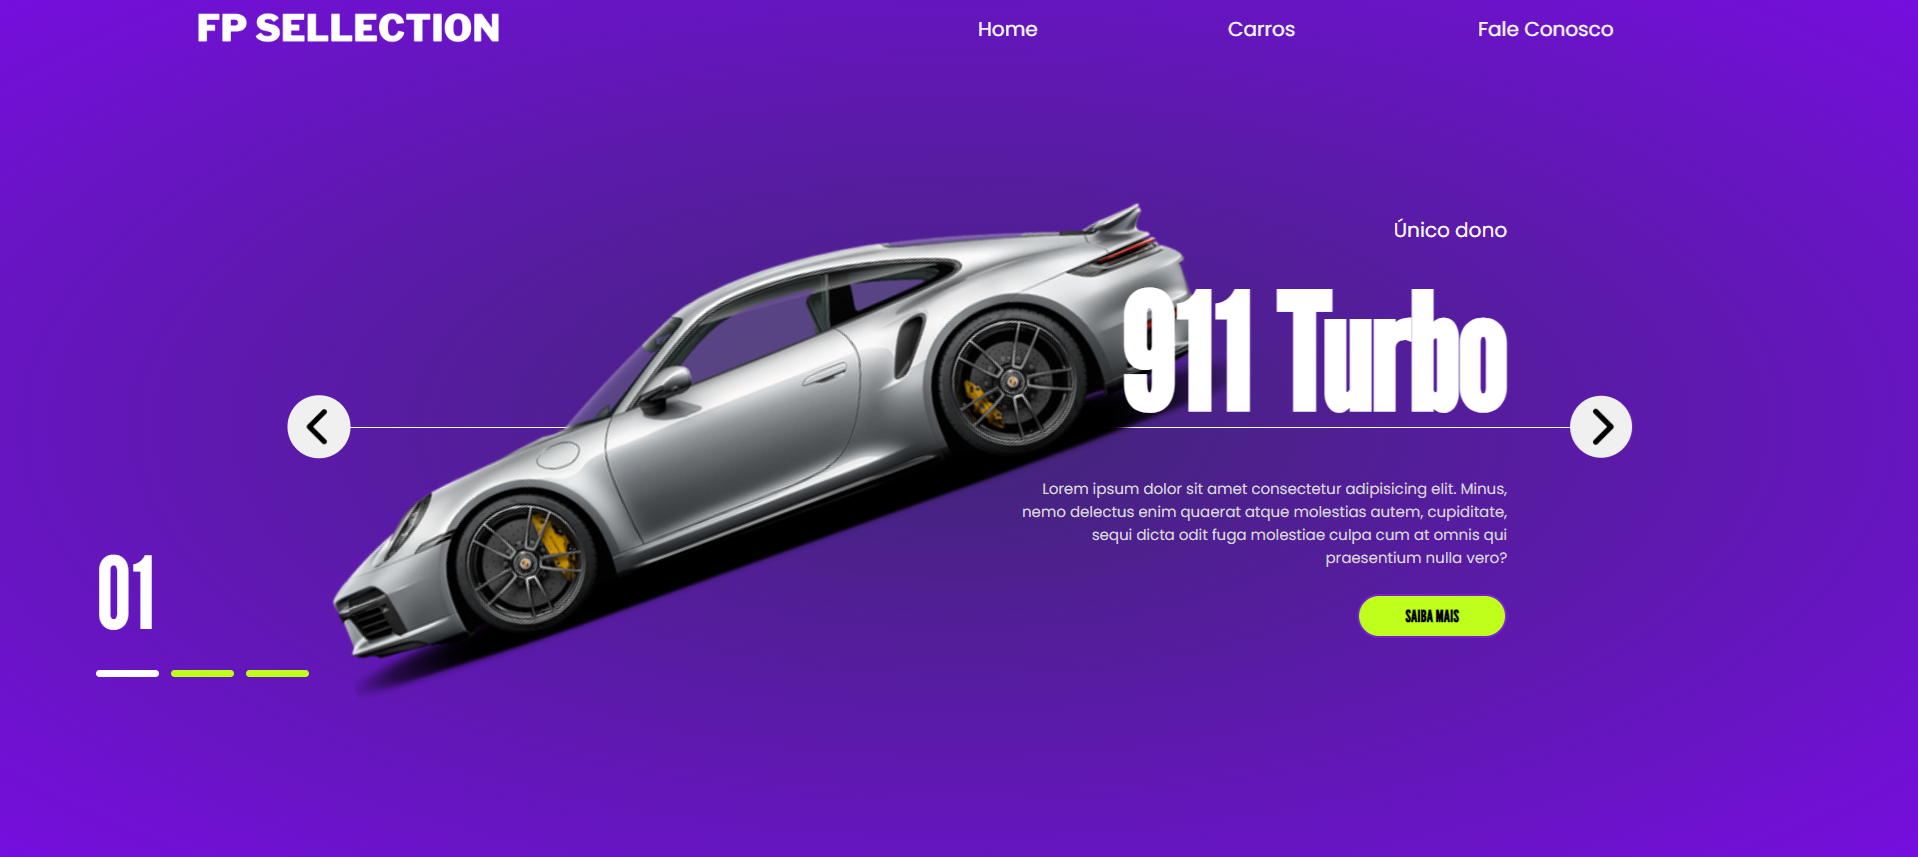 FP SELLECTION
Home
Carros
Fale Conosco
Único dono
911 Turbo
Lorem ipsum dolor sit amet consectetur adipisicing elit. Minus,
nemo delectus enim quaerat atque molestias autem, cupiditate,
sequi dicta odit fuga molestiae culpa cum at omnis qui
praesentium nulla vero?
SAIBA MAIS
01